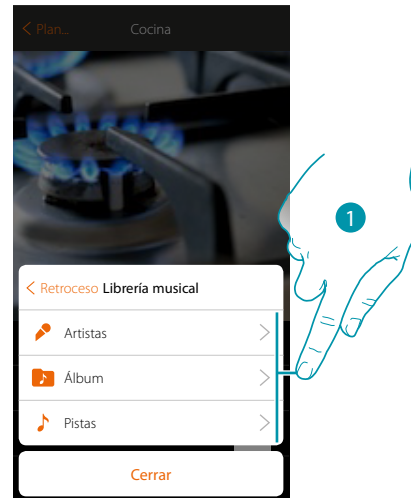 Plan... Cocina
1
Retroceso Librería musical
Artistas
Álbum
Pistas
Cerrar